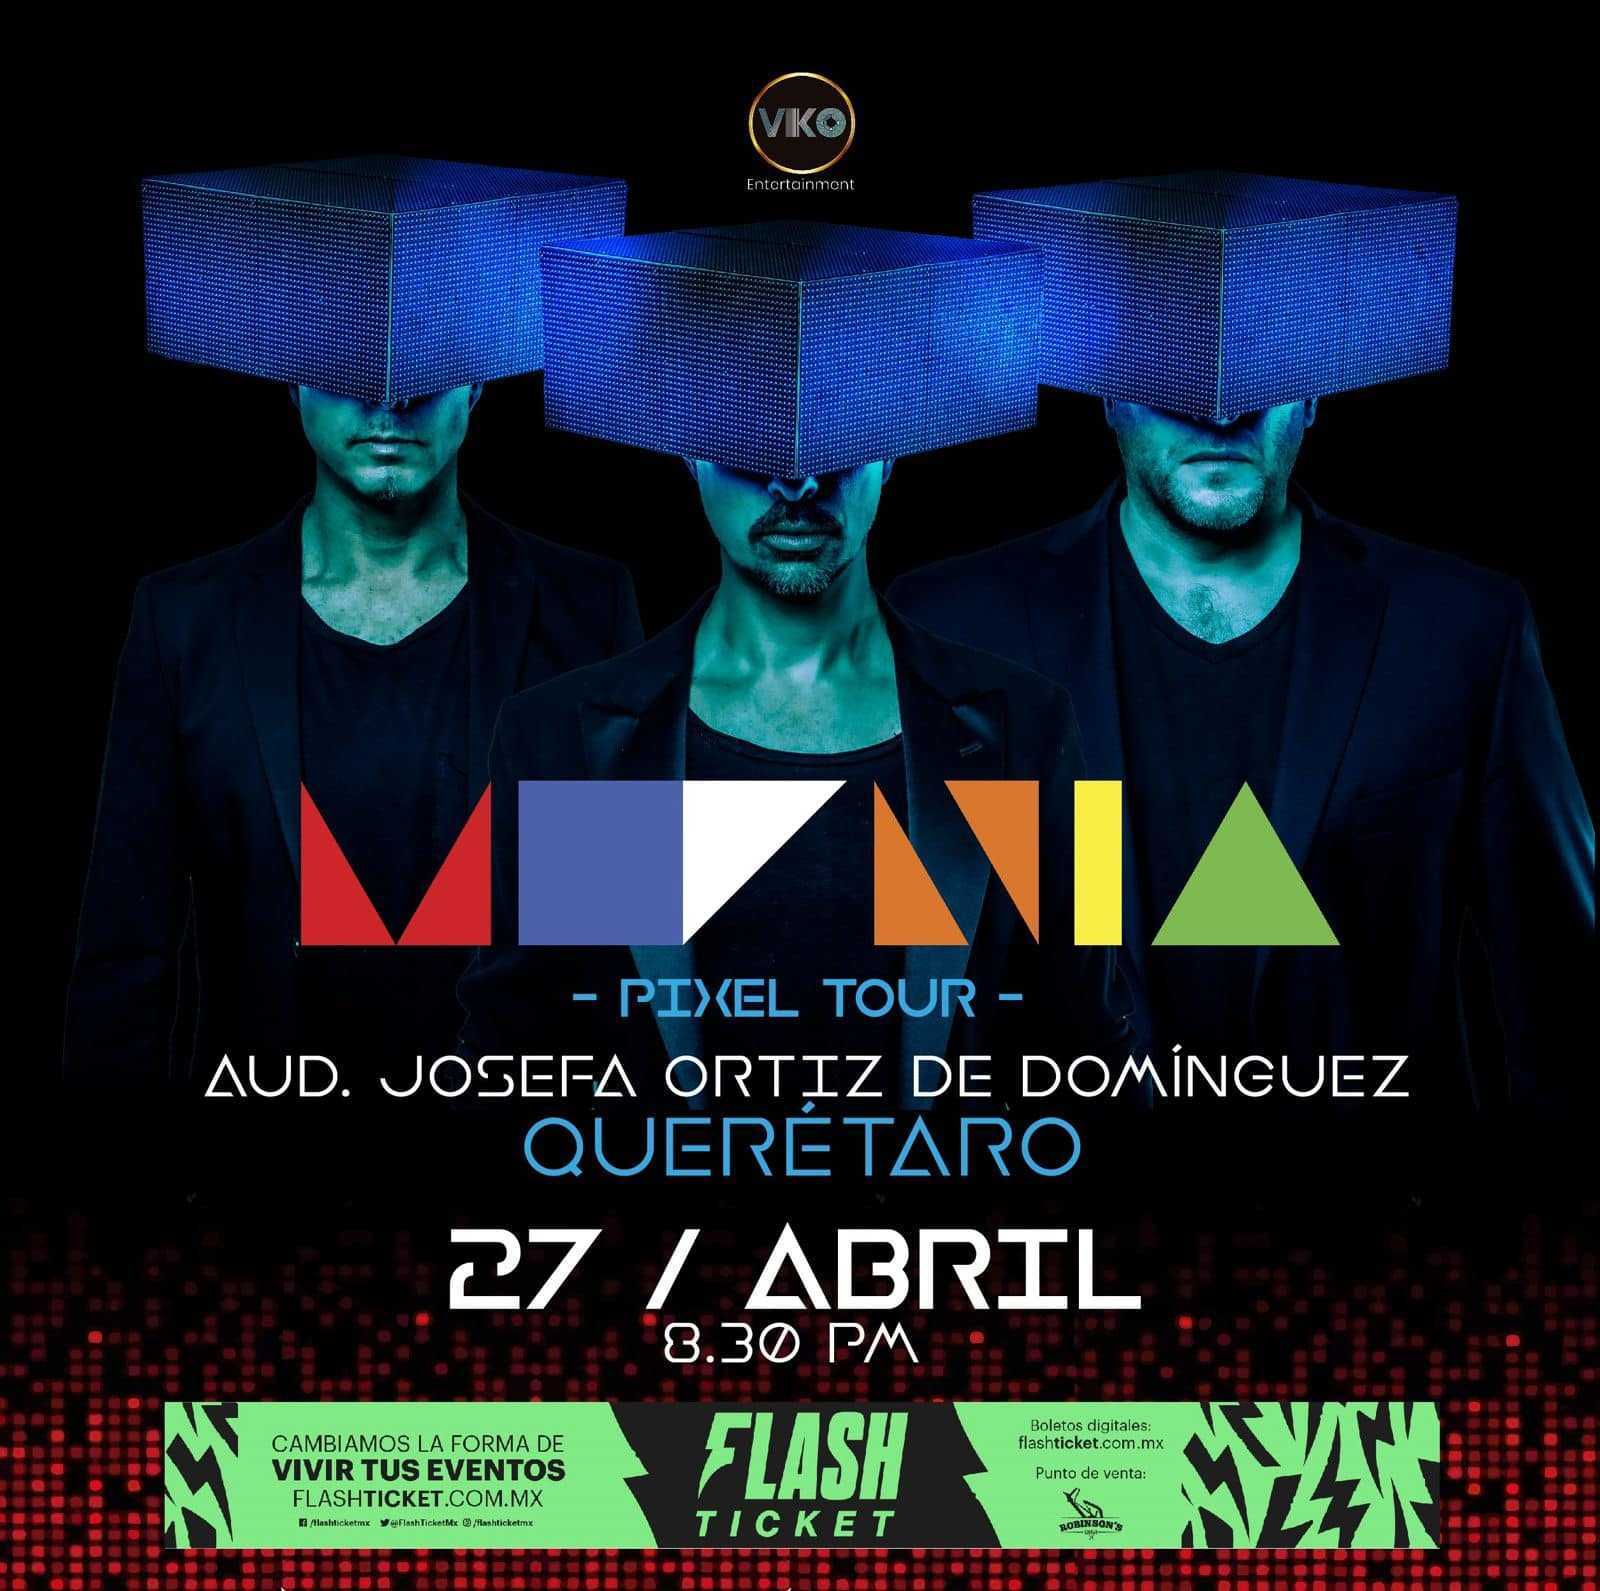 VIKO
Entertainment
MOENIA
- PIXEL TOUR -
AUD. JOSEFA ORTIZ DE DOMÍNGUEZ
QUERÉTARO
27 / ABRIL
8.30 PM
CAMBIAMOS LA FORMA DE
VIVIR TUS EVENTOS
FLASHTICKET.COM.MX
/flashticketmx @FlashTicketMx /flashticketmx
FLASH
TICKET
Boletos digitales:
flashticket.com.mx
Punto de venta:
ROBINSON'S